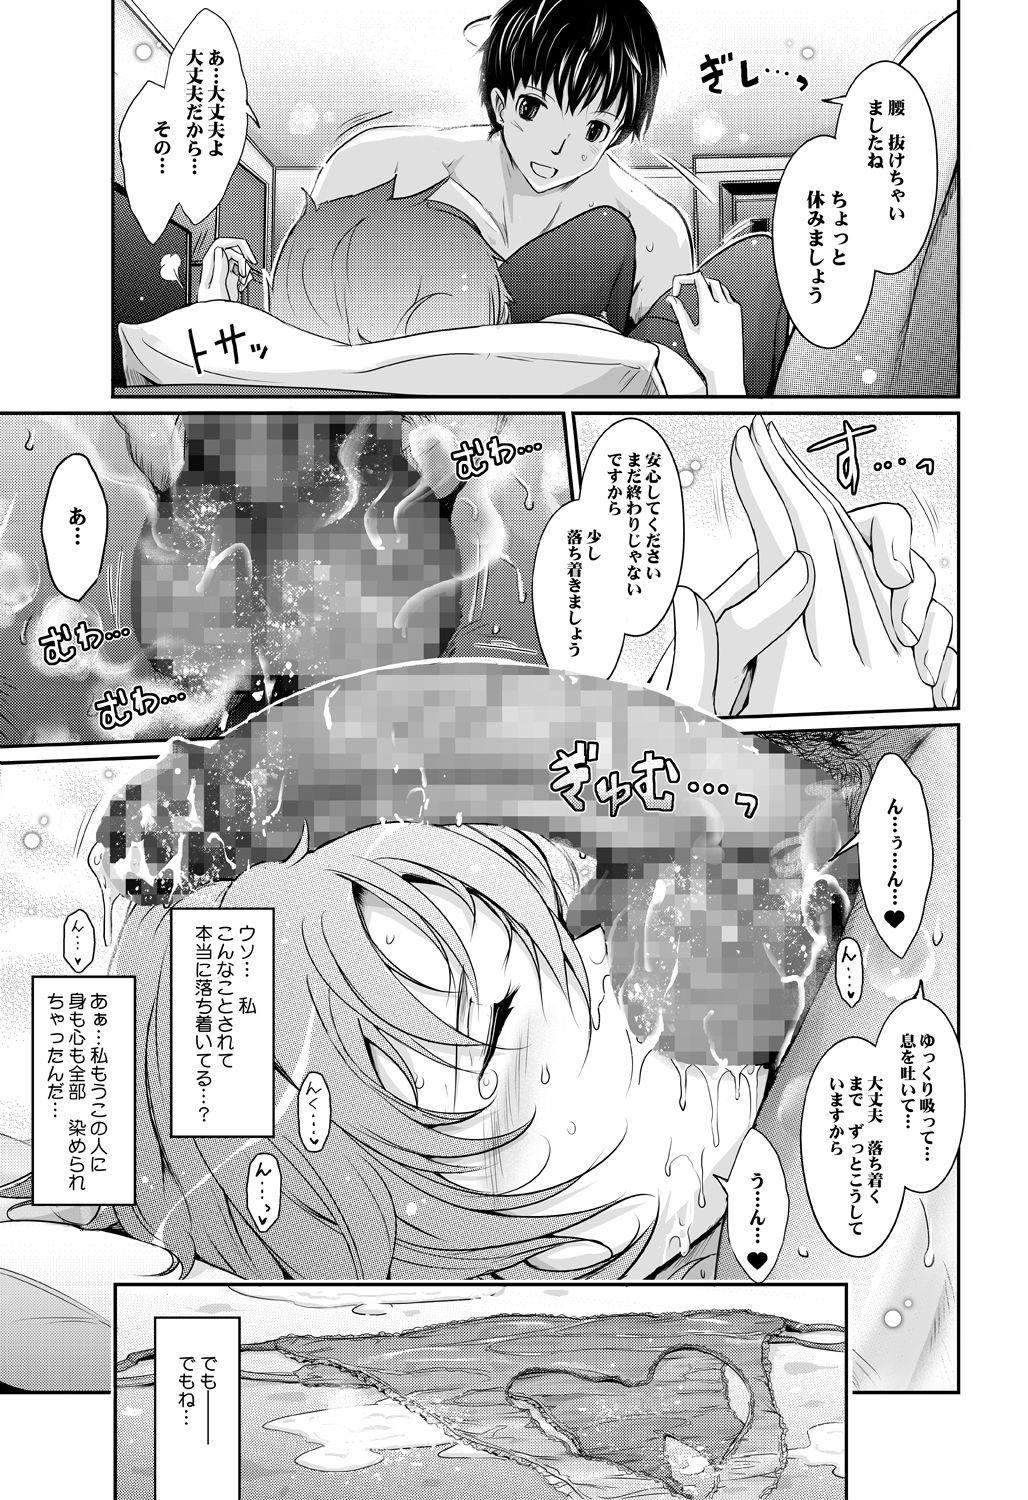 腰　抜けちゃい
ましたね
ちょっと
休みましょう
ぎし…っ
あ…大丈夫よ
大丈夫だから…
その…
トサッ
す…っ
安心してください
まだ終わりじゃない
ですから
少し
落ち着きましょう
むわ…
あ…
むわ…
むわ…
ぎゅむ…っ
ん…ぅ…ん…♥
ん…♥
ゆっくり吸って…
息を吐いて…
大丈夫　落ち着く
まで　ずっとこうして
いますから
う…ん…♥
ウソ…　私
こんなことされて
本当に落ち着いてる…?
んく…♥
ん…♥
ん…♥
あぁ…私もうこの人に
身も心も全部　染められ
ちゃったんだ…
でも――
でもね…